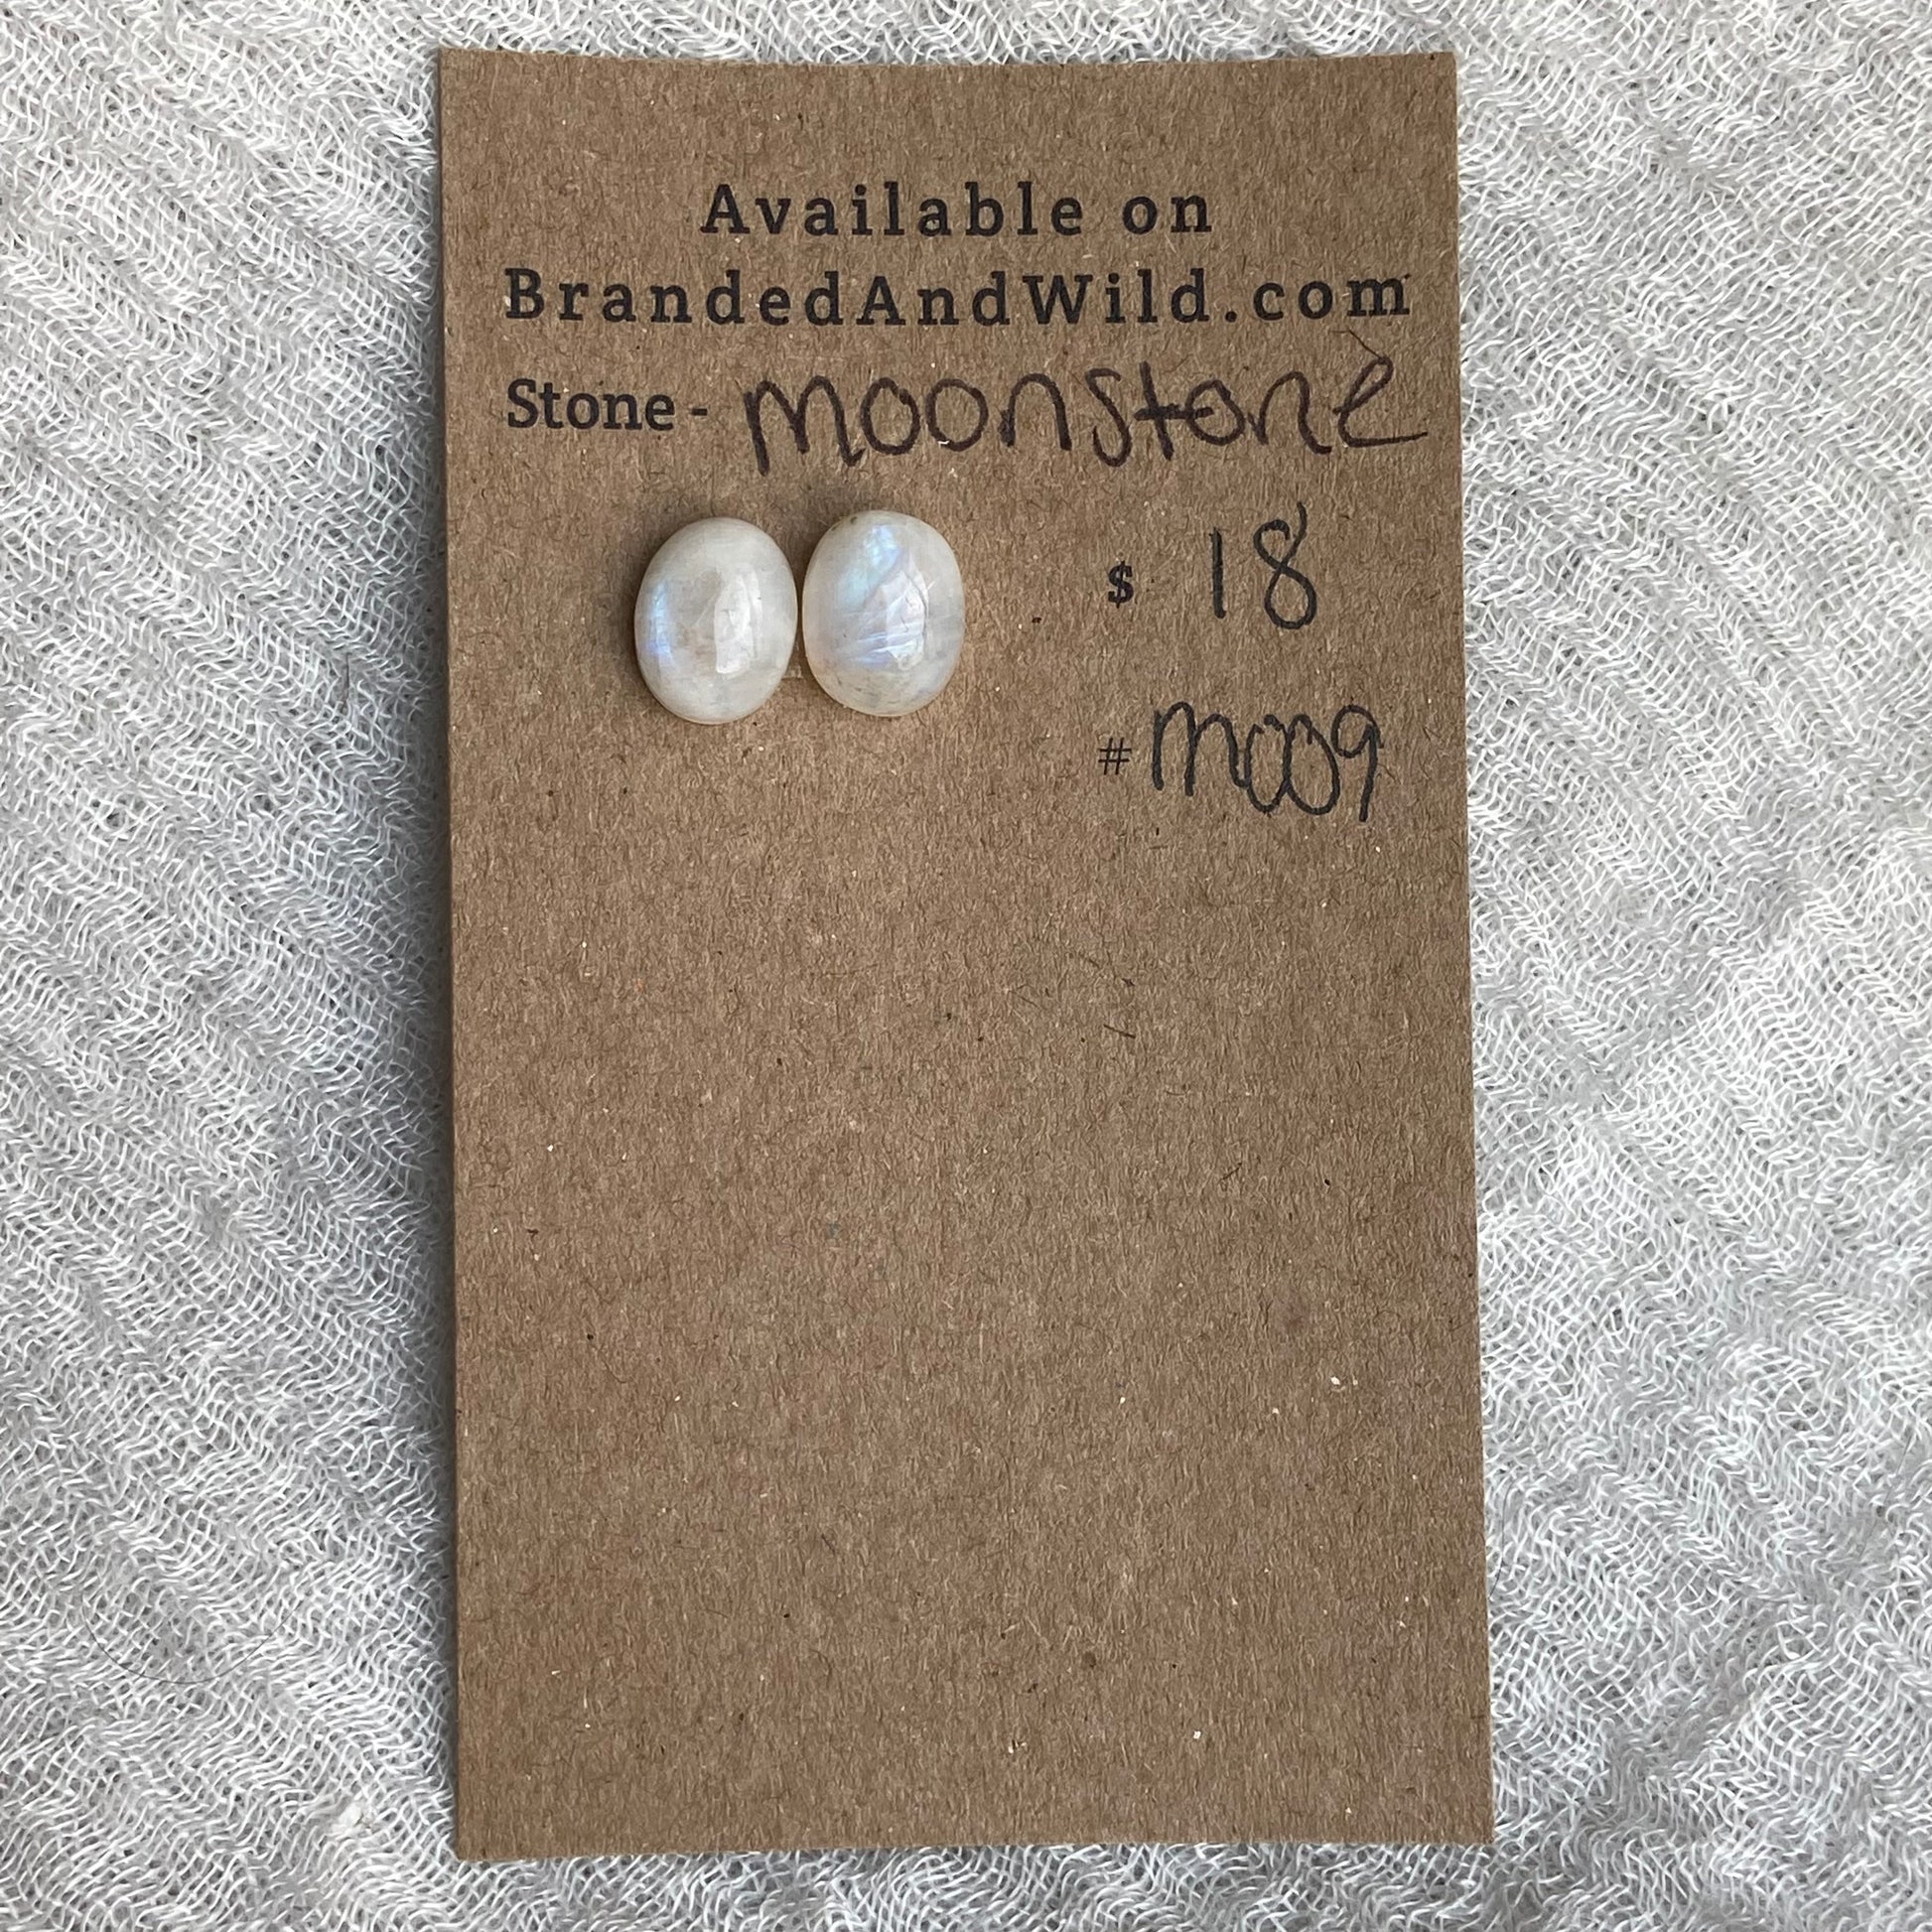 Available on
BrandedAndWild.com
Stone - moonstone
$ 18
# m009